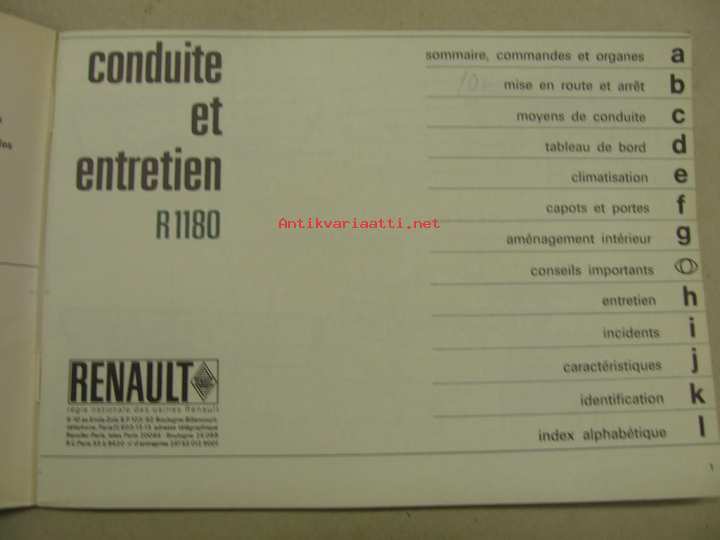 conduite
et
entretien
R 1180
sommaire, commandes et organes a
mise en route et arrêt b
moyens de conduite c
tableau de bord d
climatisation e
capots et portes f
aménagement intérieur g
conseils importants
entretien h
incidents i
caractéristiques j
identification k
index alphabétique l
Antikvariaatti.net
RENAULT
régie nationale des usines Renault
1